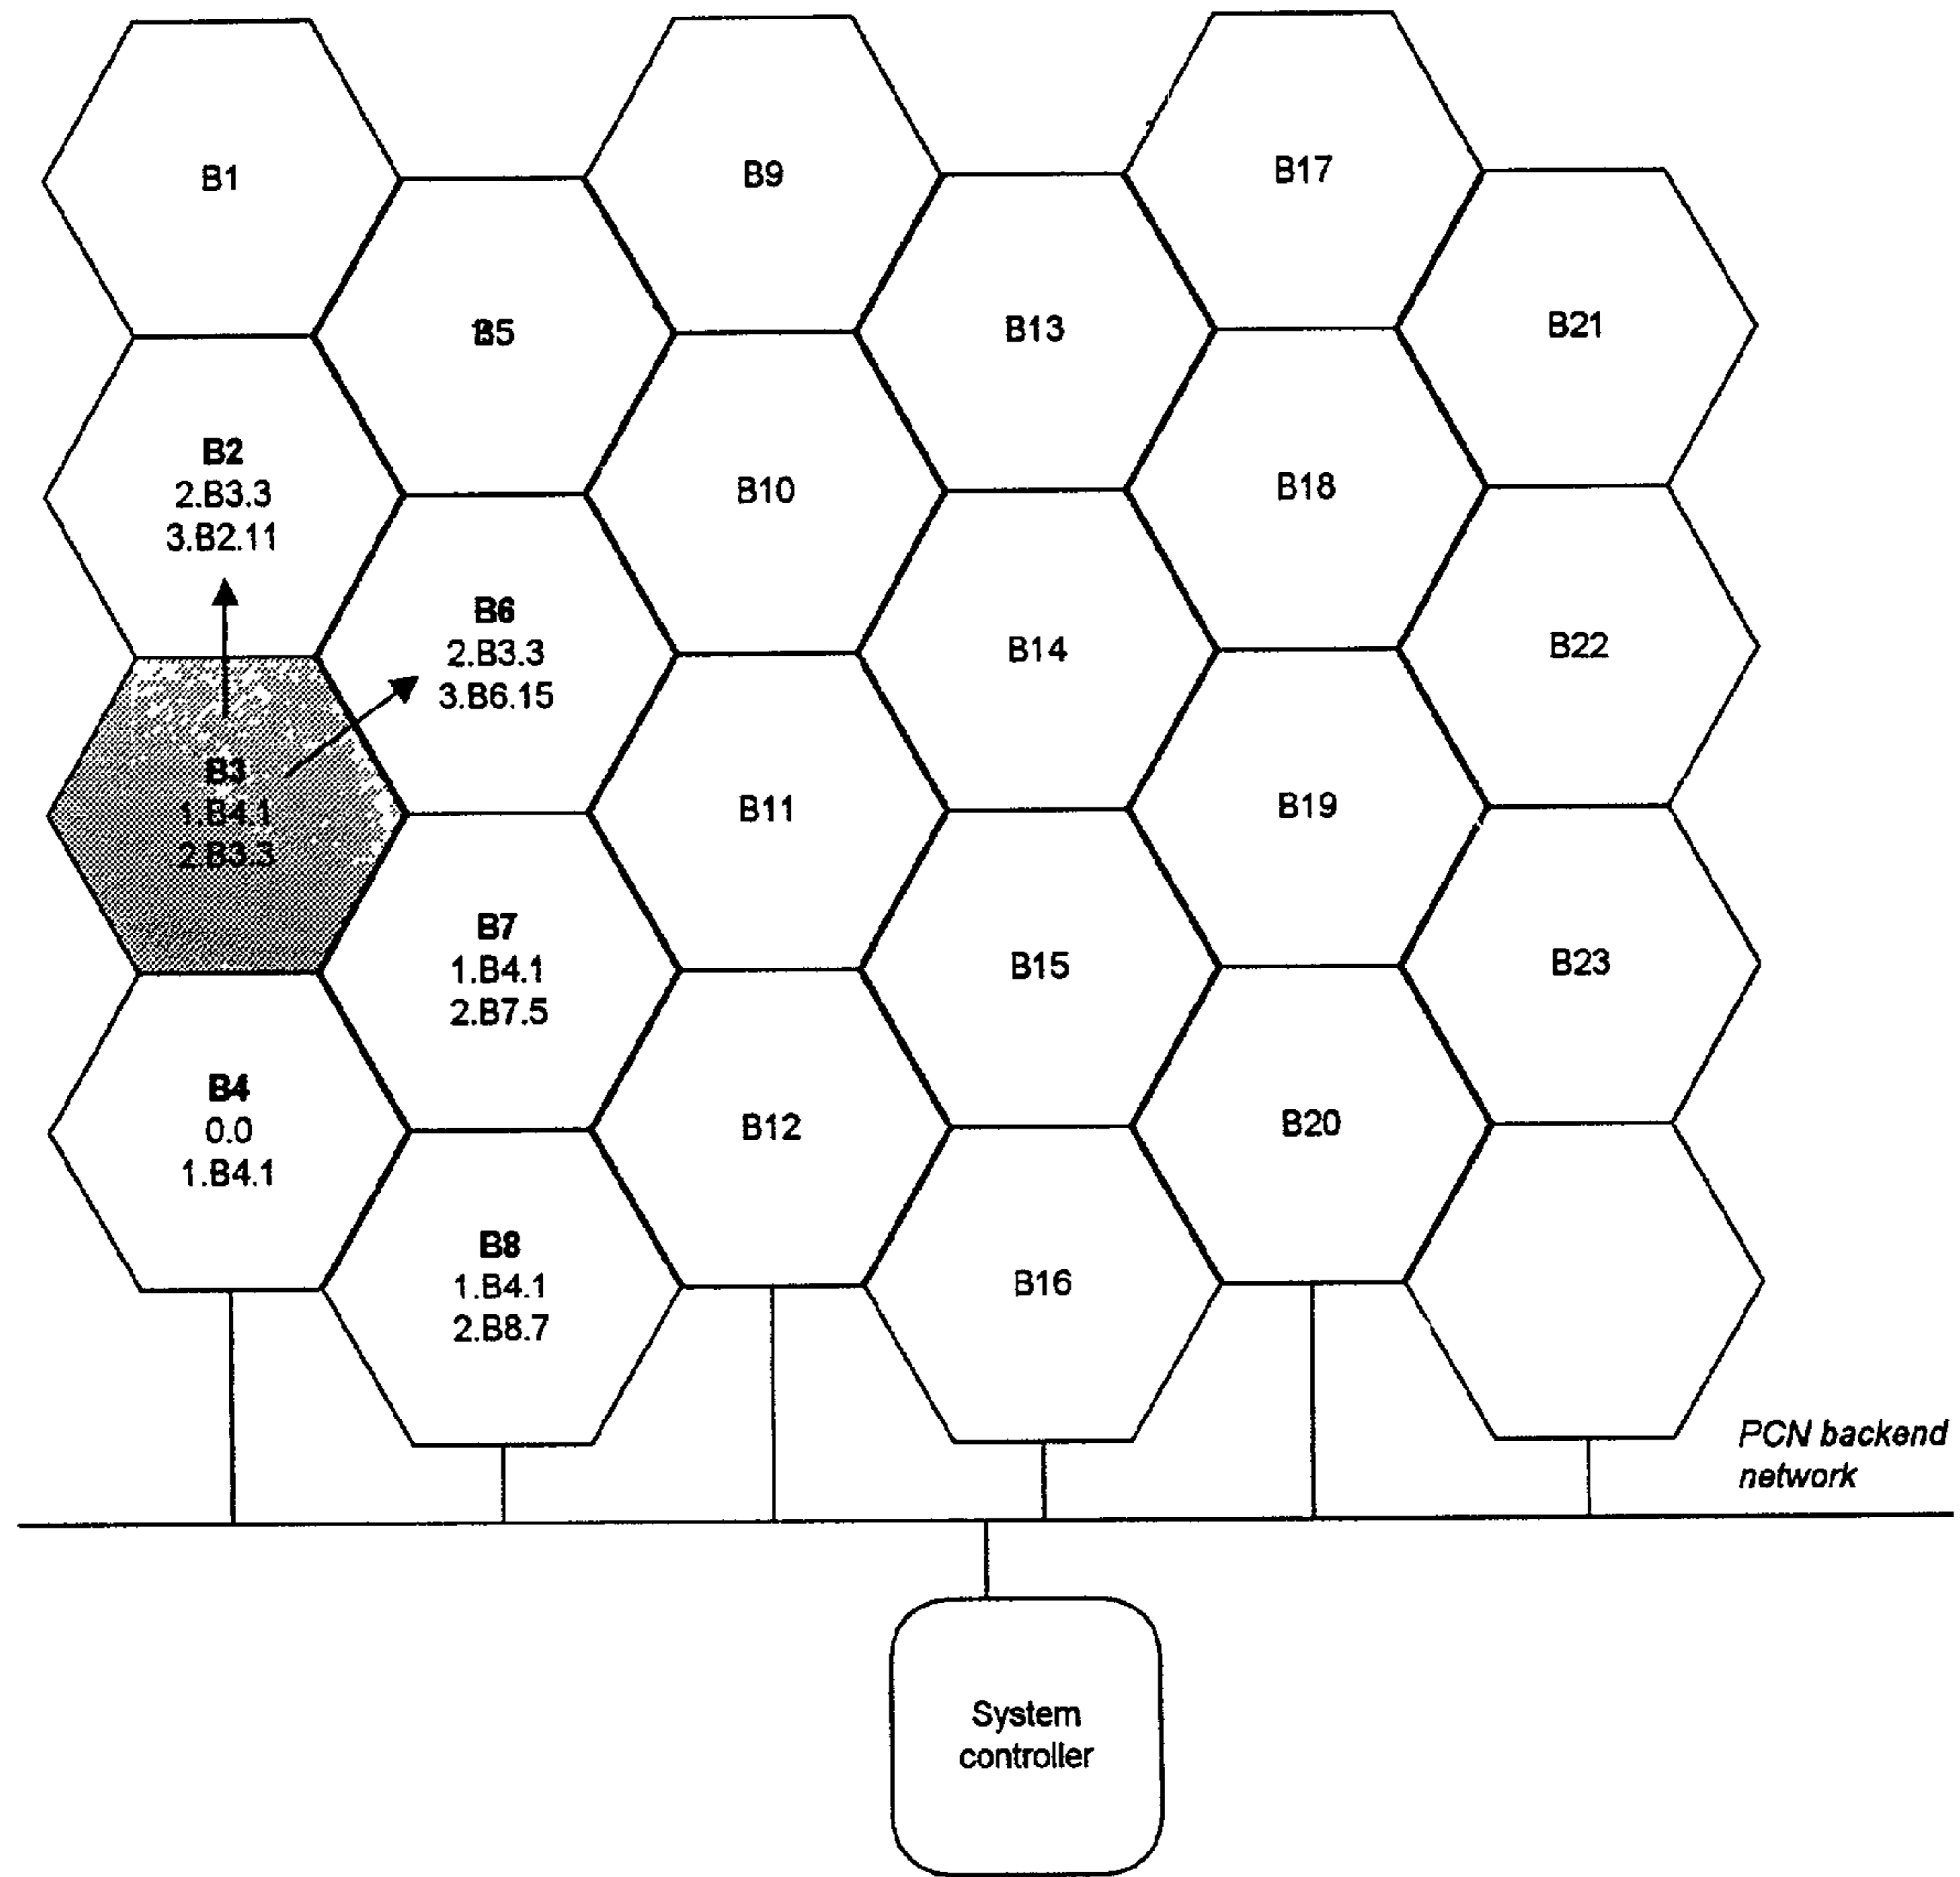 B1
B9
B17
B5
B13
B21
B2
2.B3.3
3.B2.11
B10
B18
B6
2.B3.3
3.B6.15
B14
B22
B3
1.B4.1
2.B3.3
B11
B19
B7
1.B4.1
2.B7.5
B15
B23
B4
0.0
1.B4.1
B12
B20
B8
1.B4.1
2.B8.7
B16
PCN backend
network
System
controller